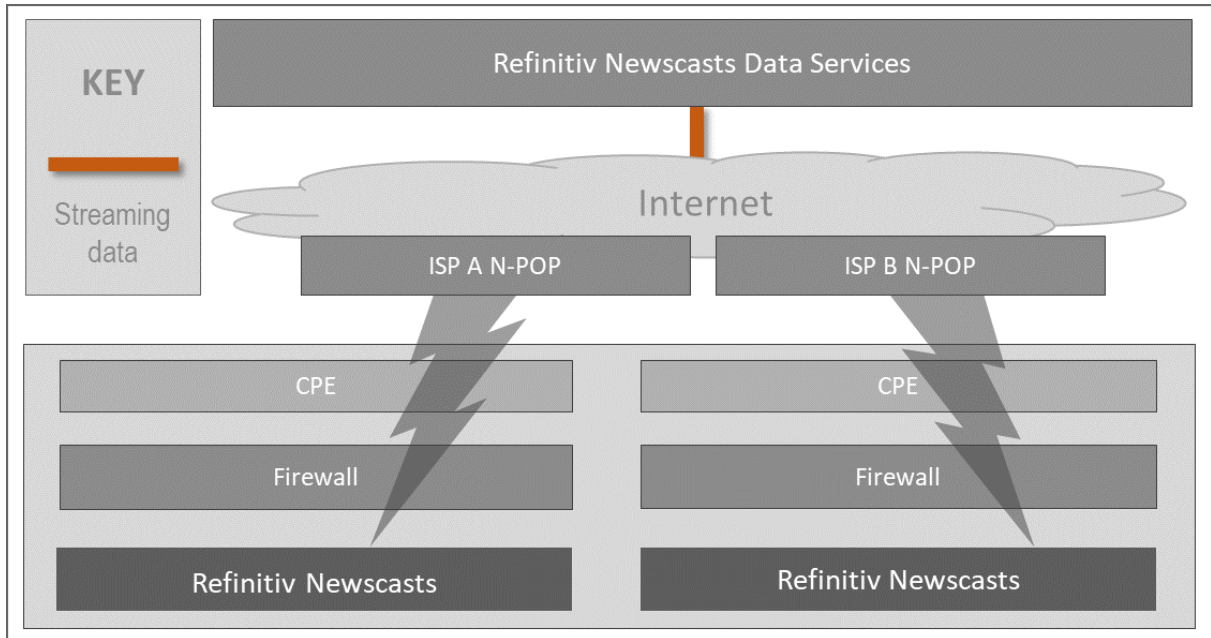 KEY
Streaming
data
Refinitiv Newscasts Data Services
Internet
ISP A N-POP
ISP B N-POP
CPE
CPE
Firewall
Firewall
Refinitiv Newscasts
Refinitiv Newscasts